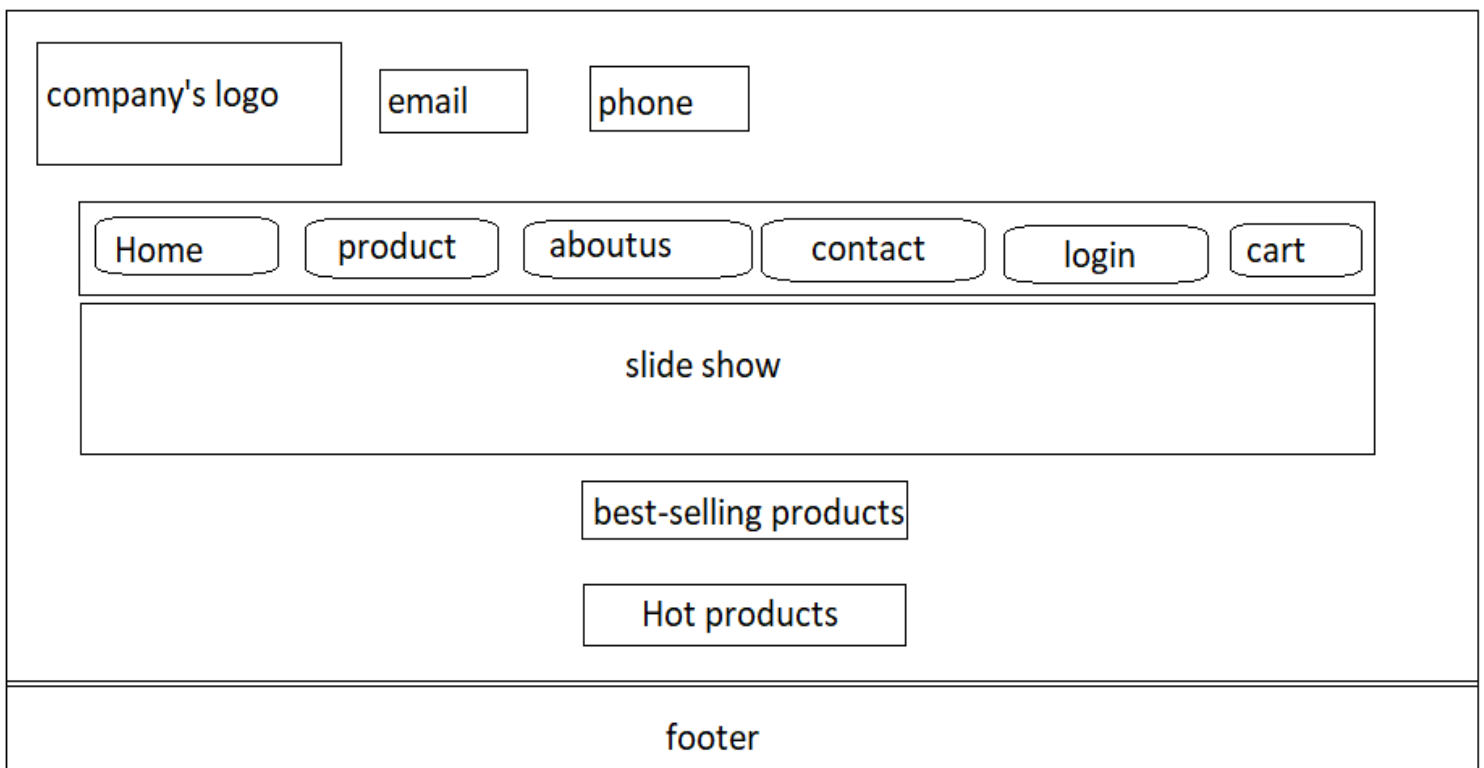 company's logo
email
phone
Home
product
aboutus
contact
login
cart
slide show
best-selling products
Hot products
footer